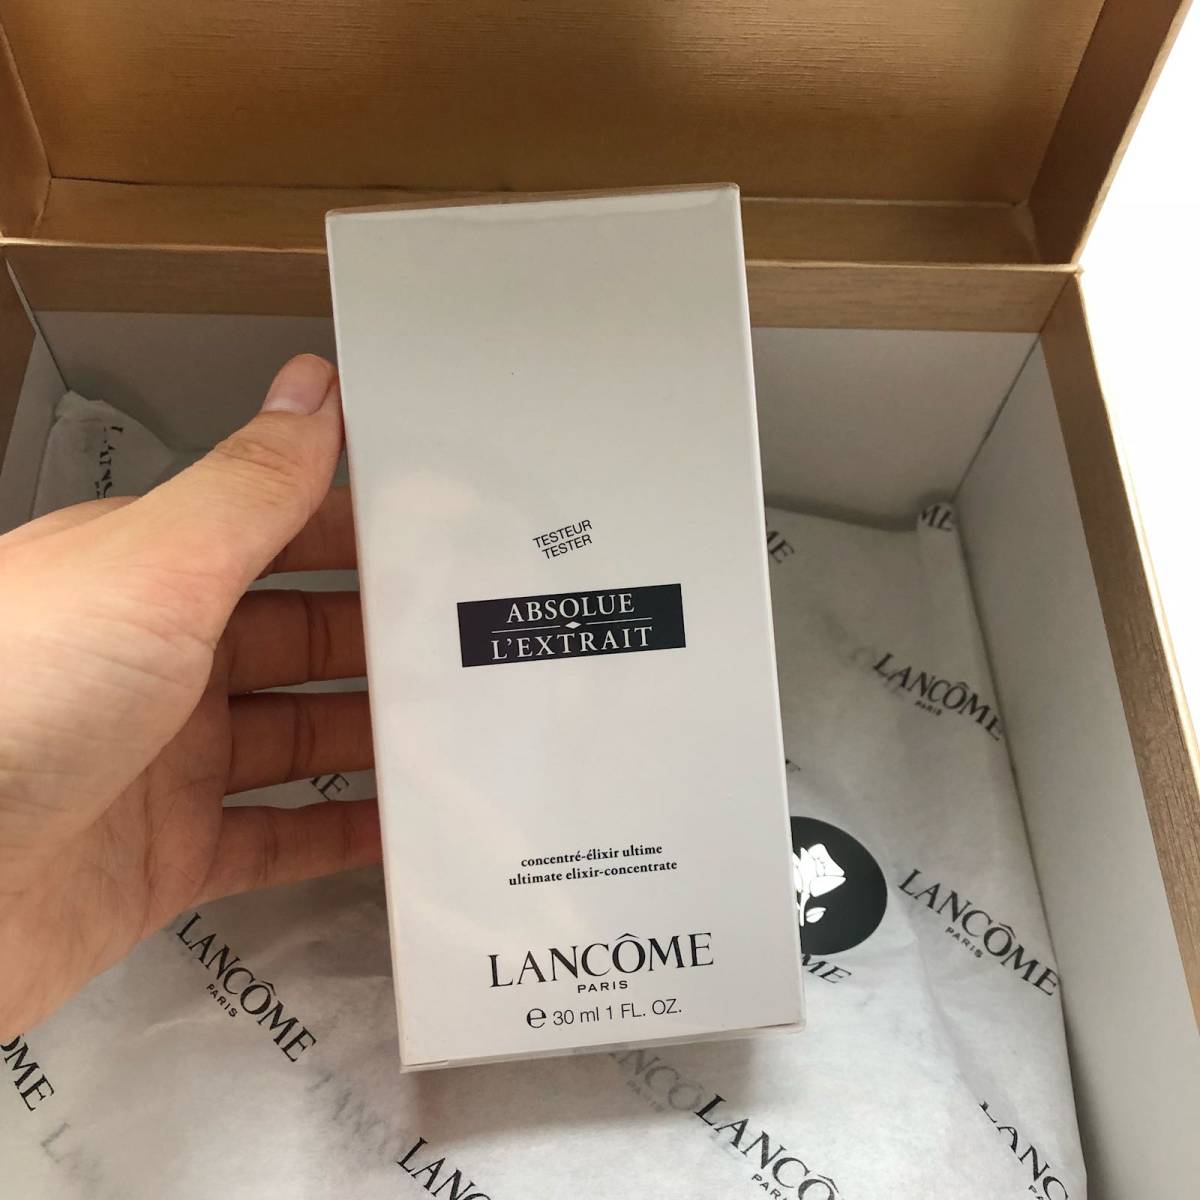 TESTEUR
TESTER
ABSOLUE
L'EXTRAIT
concentré-élixir ultime
ultimate elixir-concentrate
LANCÔME
PARIS
℮ 30 ml 1 FL. OZ.
LANCÔME
PARIS
LANCÔME
PARIS
LANCÔME
PARIS